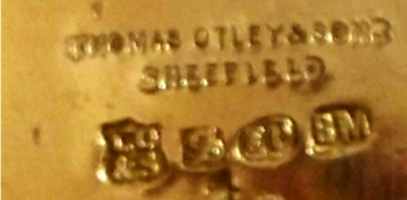 THOMAS OTLEY & SONS
SHEFFIELD
EP BM